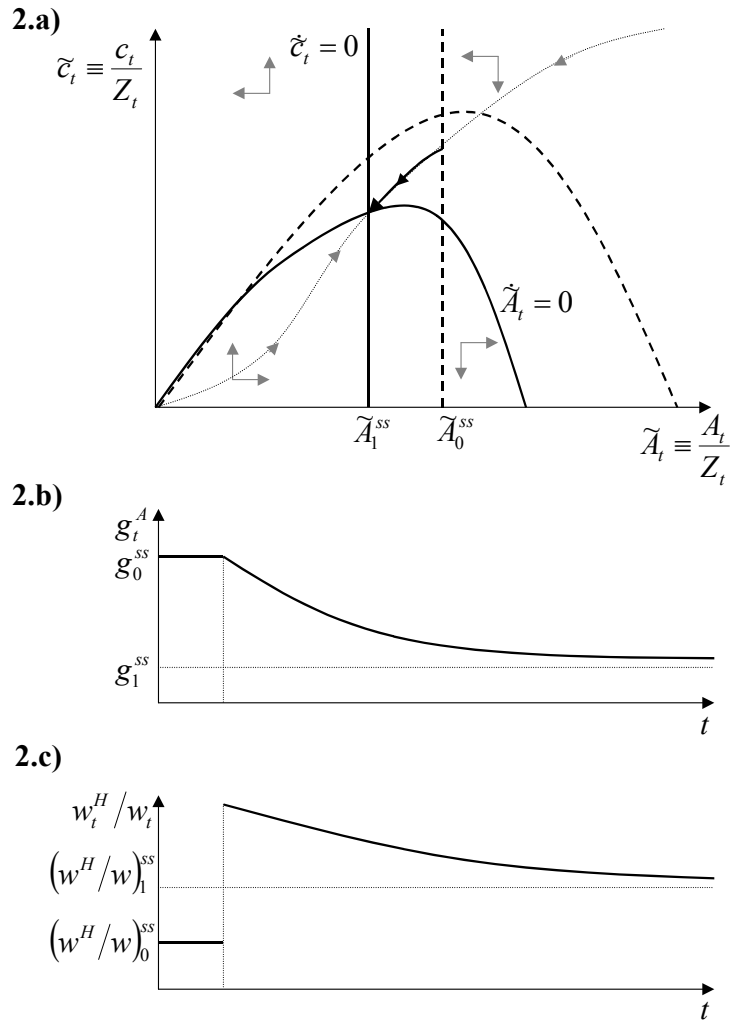 2.a)
c̃_t ≡ c_t/Z_t
ċ̃_t = 0
Ȧ̃_t = 0
Ã_1^{ss} Ã_0^{ss} Ã_t ≡ A_t/Z_t
2.b)
g_t^A
g_0^{ss}
g_1^{ss}
t
2.c)
w_t^H/w_t
(w^H/w)_1^{ss}
(w^H/w)_0^{ss}
t